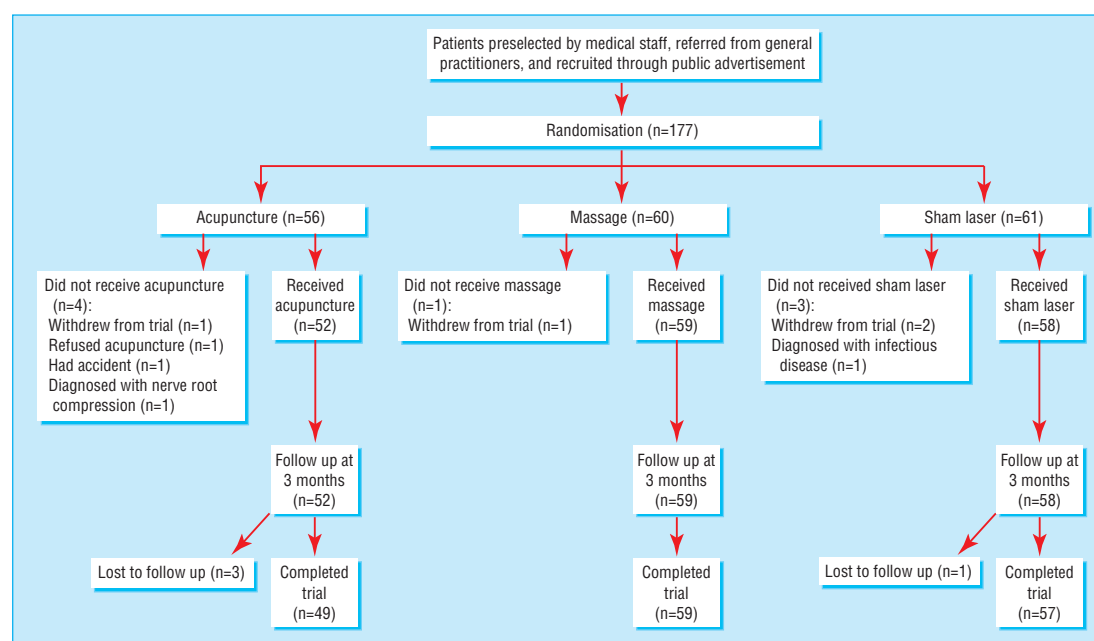 Patients preselected by medical staff, referred from general
practitioners, and recruited through public advertisement
Randomisation (n=177)
Acupuncture (n=56)
Massage (n=60)
Sham laser (n=61)
Did not receive acupuncture
(n=4):
Withdrew from trial (n=1)
Refused acupuncture (n=1)
Had accident (n=1)
Diagnosed with nerve root
compression (n=1)
Received
acupuncture
(n=52)
Did not receive massage
(n=1):
Withdrew from trial (n=1)
Received
massage
(n=59)
Did not received sham laser
(n=3):
Withdrew from trial (n=2)
Diagnosed with infectious
disease (n=1)
Received
sham laser
(n=58)
Follow up at
3 months
(n=52)
Follow up at
3 months
(n=59)
Follow up at
3 months
(n=58)
Lost to follow up (n=3)
Completed
trial
(n=49)
Completed
trial
(n=59)
Lost to follow up (n=1)
Completed
trial
(n=57)